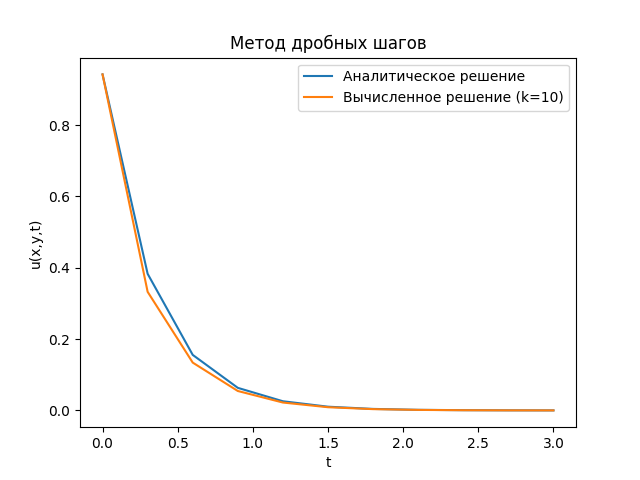 Метод дробных шагов
Аналитическое решение
Вычисленное решение (k=10)
u(x,y,t)
0.8
0.6
0.4
0.2
0.0
0.0 0.5 1.0 1.5 2.0 2.5 3.0
t